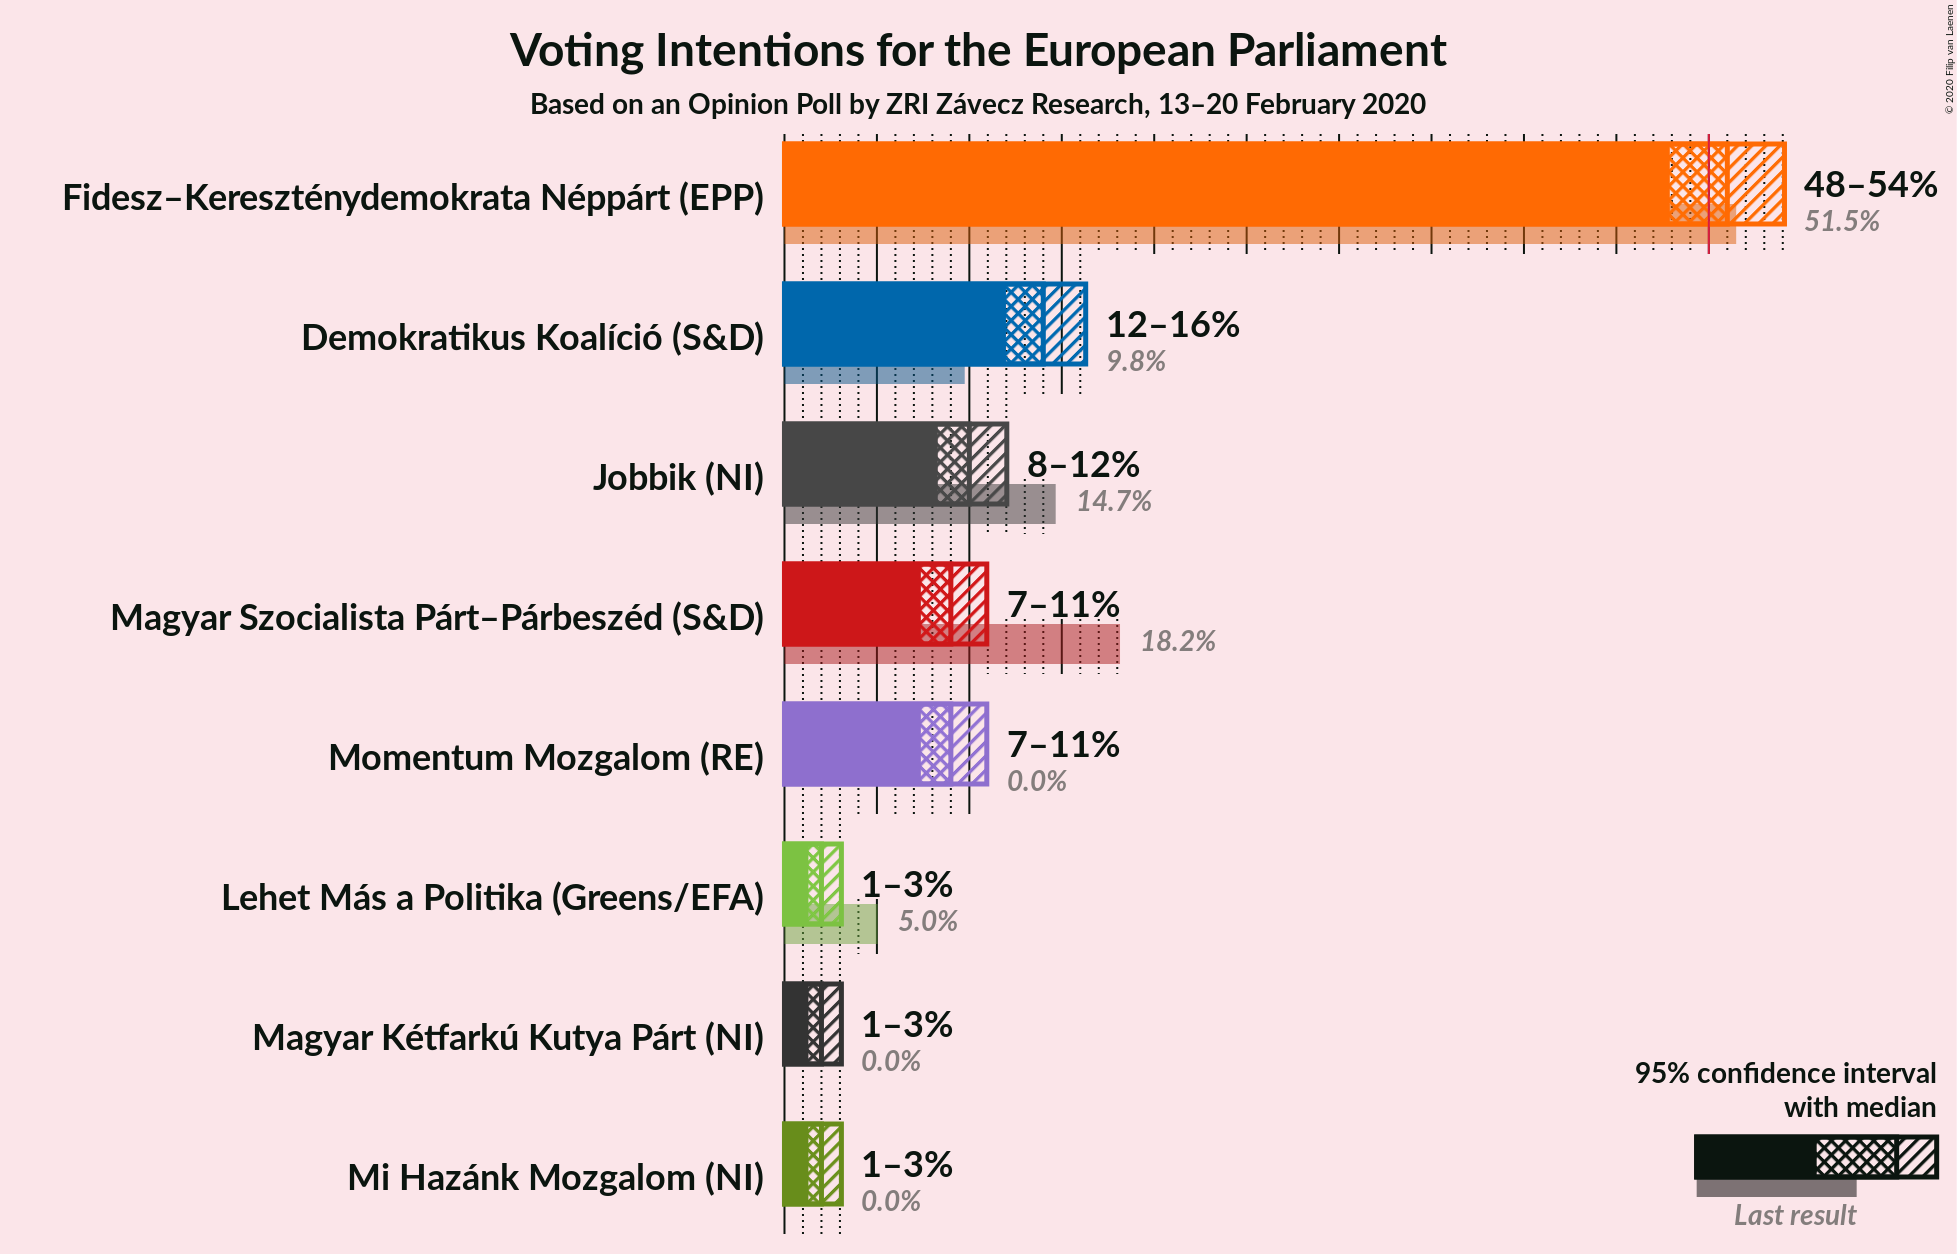 Voting Intentions for the European Parliament
Based on an Opinion Poll by ZRI Závecz Research, 13–20 February 2020
© 2020 Filip van Laenen
Fidesz–Kereszténydemokrata Néppárt (EPP)
48–54%
51.5%
Demokratikus Koalíció (S&D)
12–16%
9.8%
Jobbik (NI)
8–12%
14.7%
Magyar Szocialista Párt–Párbeszéd (S&D)
7–11%
18.2%
Momentum Mozgalom (RE)
7–11%
0.0%
Lehet Más a Politika (Greens/EFA)
1–3%
5.0%
Magyar Kétfarkú Kutya Párt (NI)
1–3%
0.0%
Mi Hazánk Mozgalom (NI)
1–3%
0.0%
95% confidence interval
with median
Last result